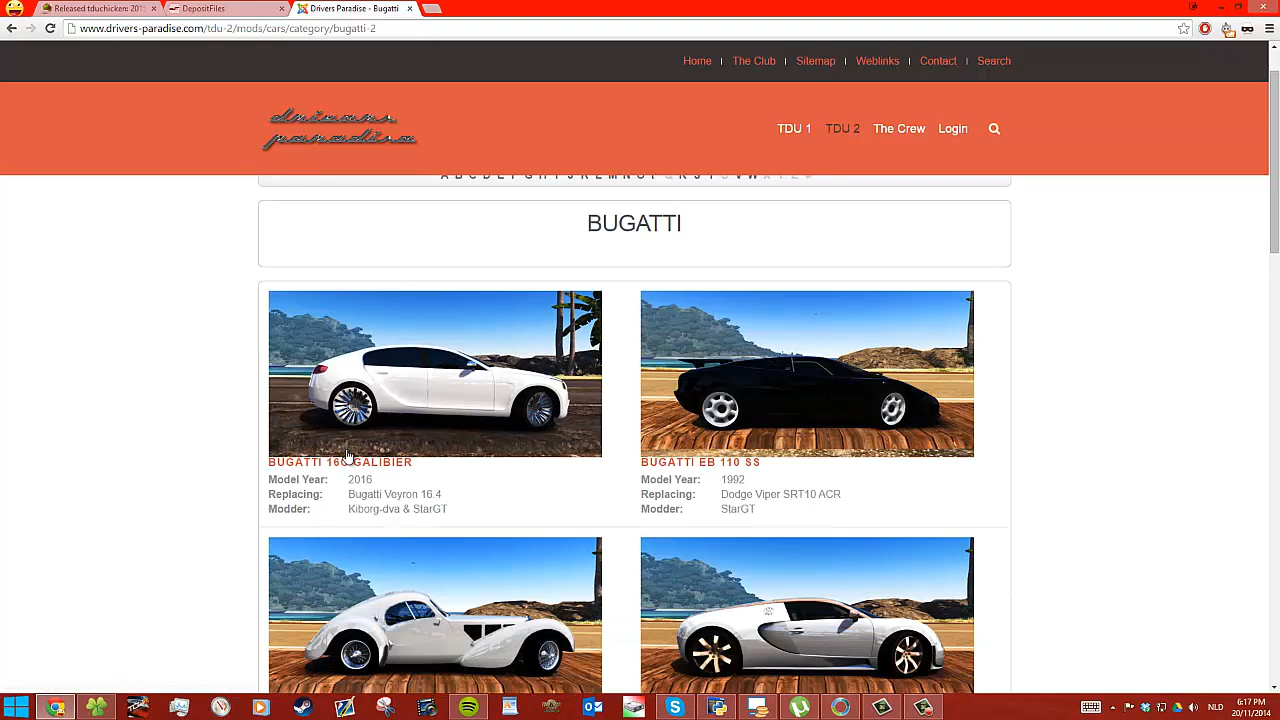 Released tduchicken: 2015
DepositFiles
Drivers Paradise - Bugatti
www.drivers-paradise.com/tdu-2/mods/cars/category/bugatti-2
Home
The Club
Sitemap
Weblinks
Contact
Search
drivers
paradise
TDU 1
TDU 2
The Crew
Login
BUGATTI
BUGATTI 16C GALIBIER
Model Year: 2016
Replacing: Bugatti Veyron 16.4
Modder: Kiborg-dva & StarGT
BUGATTI EB 110 SS
Model Year: 1992
Replacing: Dodge Viper SRT10 ACR
Modder: StarGT
NLD
6:17 PM
20/11/2014